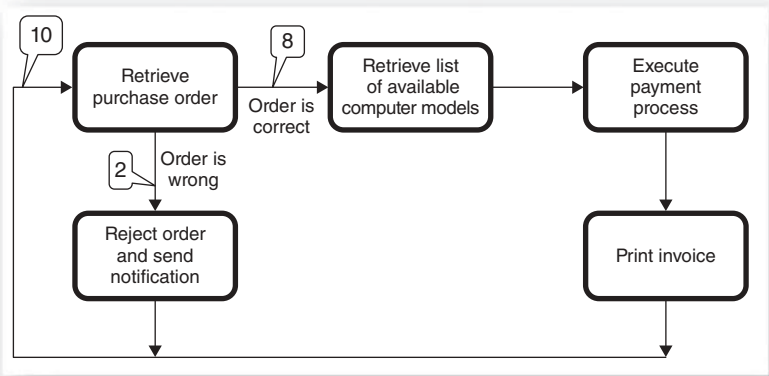 10
Retrieve
purchase order
8
Order is
correct
Retrieve list
of available
computer models
Execute
payment
process
2
Order is
wrong
Reject order
and send
notification
Print invoice